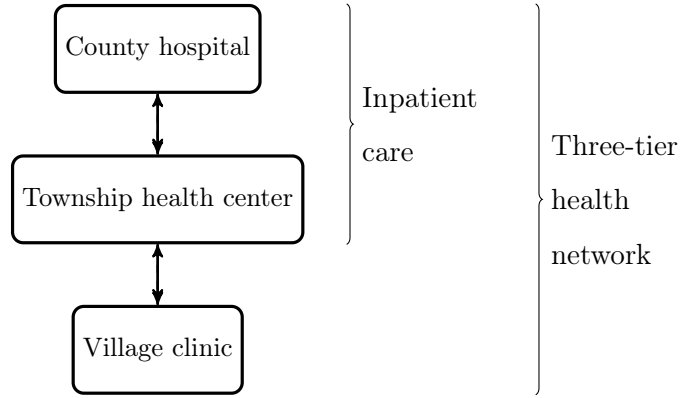 County hospital
Township health center
Village clinic
Inpatient
care
Three-tier
health
network